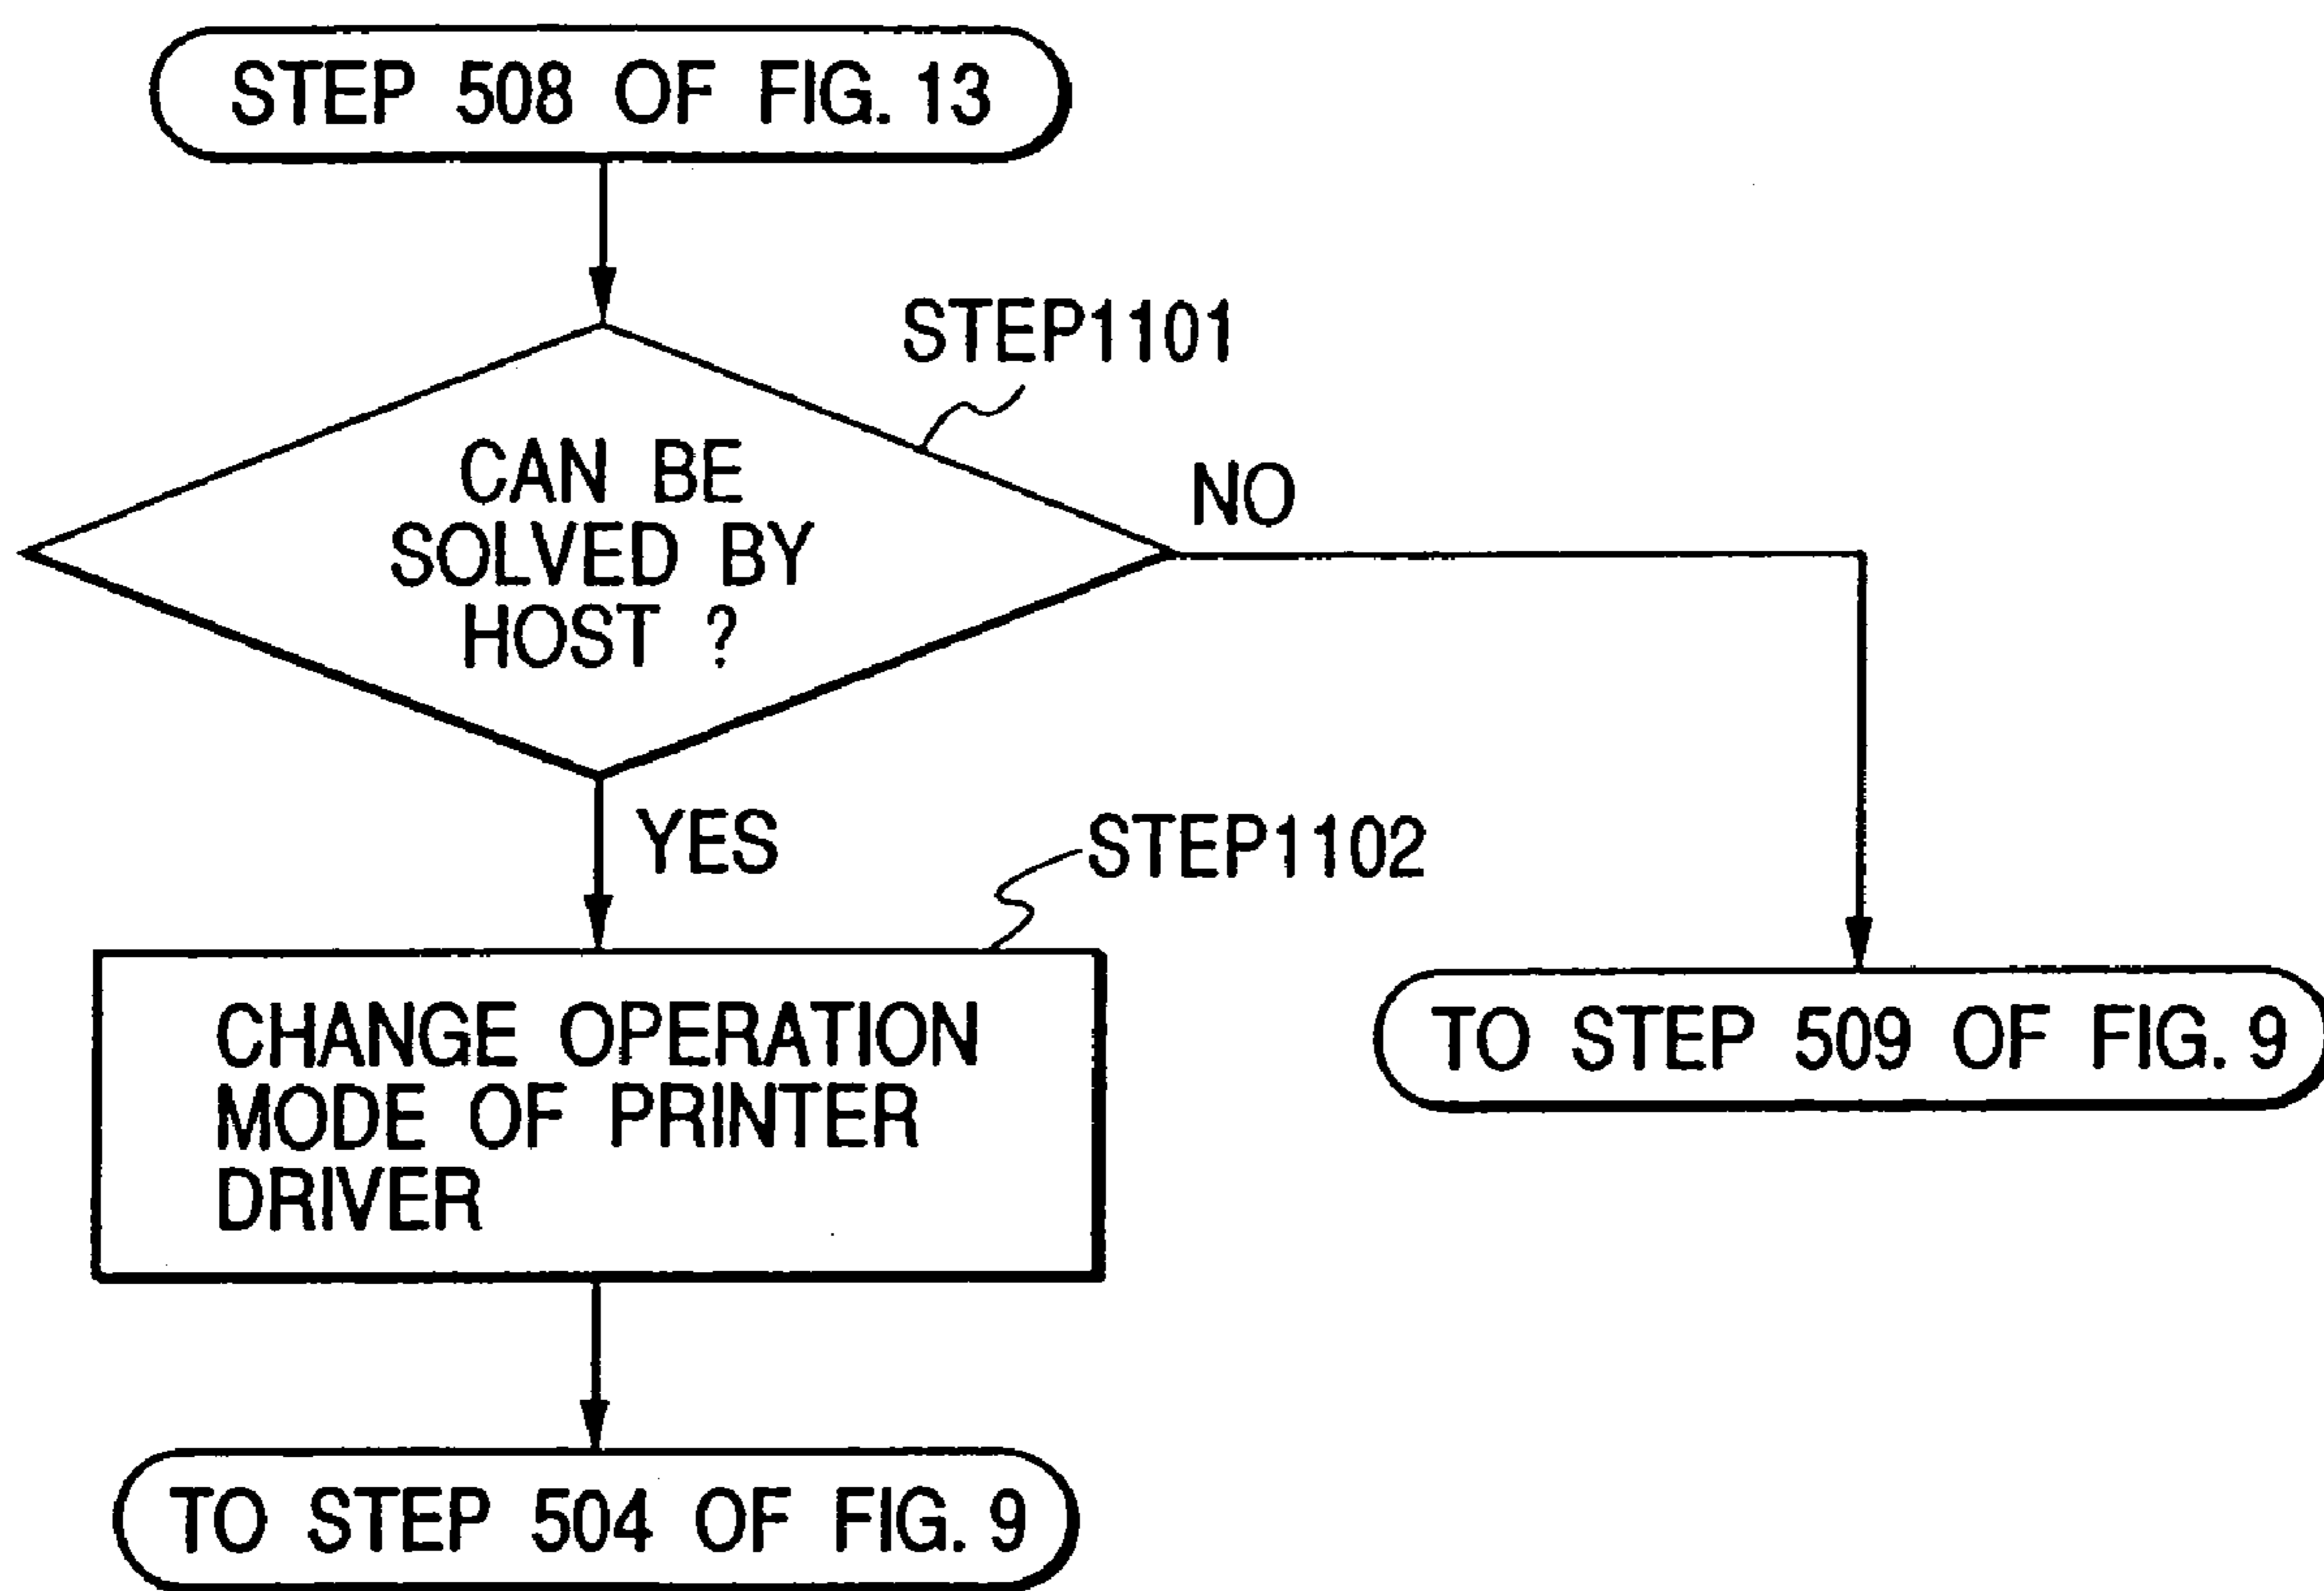 STEP 508 OF FIG. 13
STEP1101
CAN BE
SOLVED BY
HOST ?
NO
YES
STEP1102
CHANGE OPERATION
MODE OF PRINTER
DRIVER
TO STEP 509 OF FIG. 9
TO STEP 504 OF FIG. 9